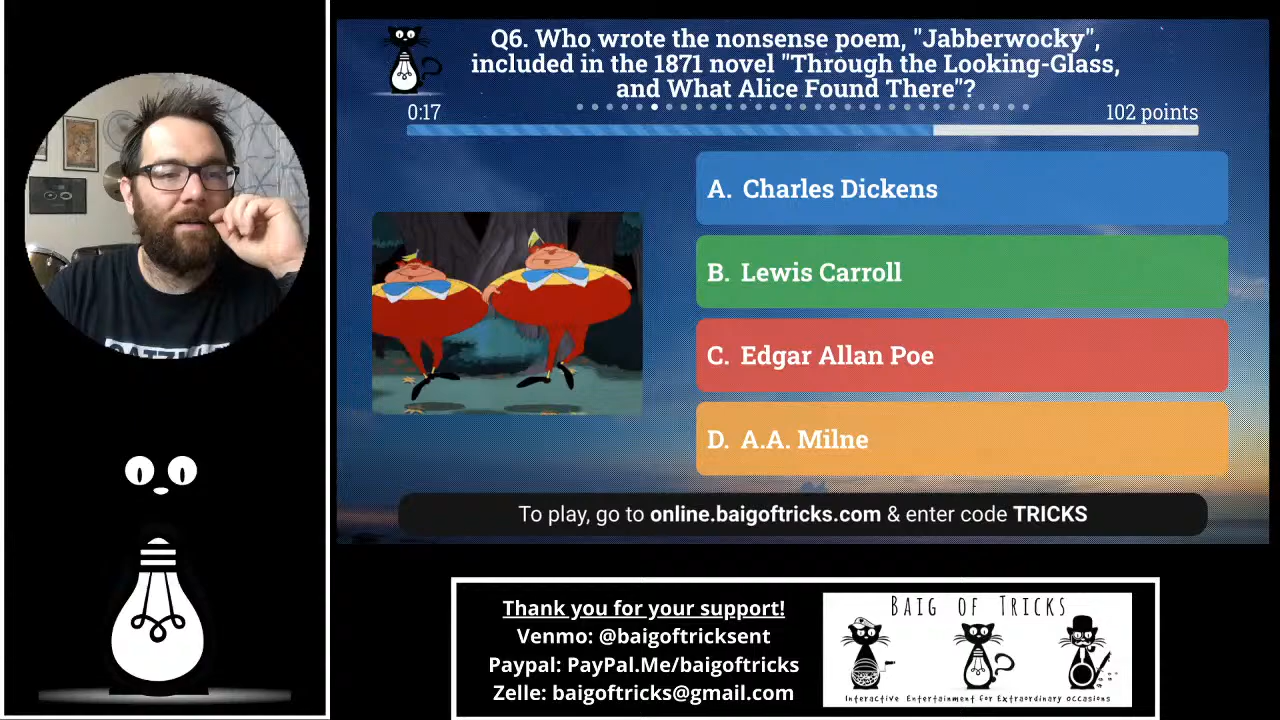 Q6. Who wrote the nonsense poem, "Jabberwocky",
included in the 1871 novel "Through the Looking-Glass,
and What Alice Found There"?
0:17
102 points
A. Charles Dickens
B. Lewis Carroll
C. Edgar Allan Poe
D. A.A. Milne
To play, go to online.baigoftricks.com & enter code TRICKS
Thank you for your support!
Venmo: @baigoftricksent
Paypal: PayPal.Me/baigoftricks
Zelle: baigoftricks@gmail.com
BAIG OF TRICKS
Interactive Entertainment for Extraordinary occasions